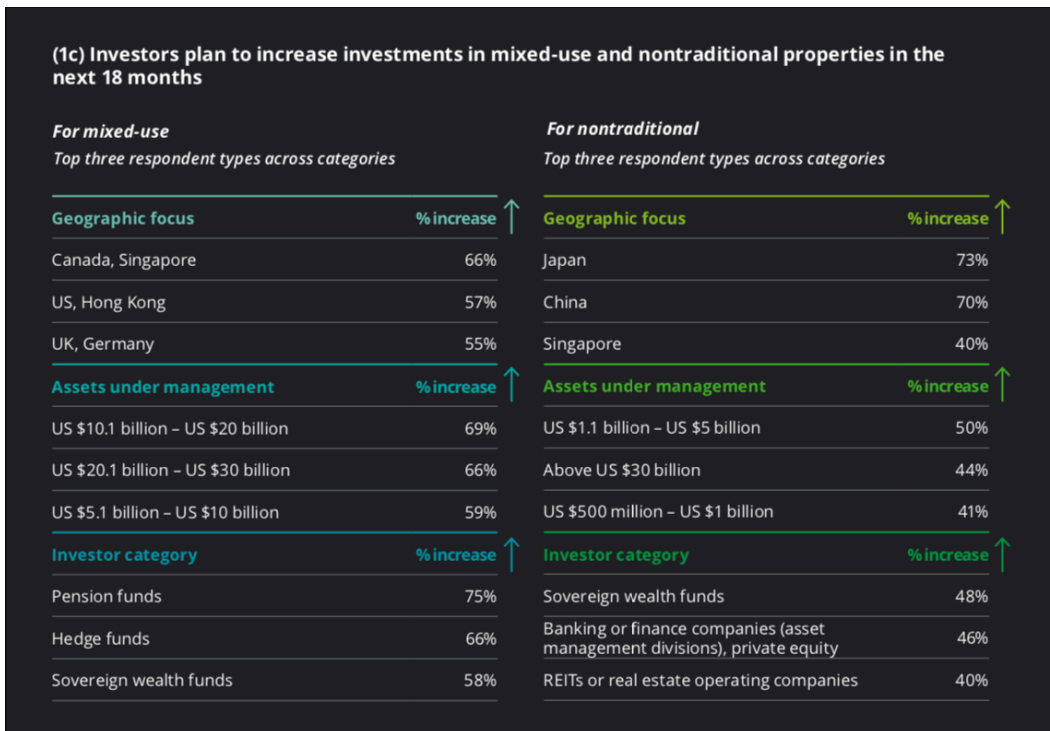 (1c) Investors plan to increase investments in mixed-use and nontraditional properties in the
next 18 months
For mixed-use
Top three respondent types across categories
Geographic focus % increase
Canada, Singapore 66%
US, Hong Kong 57%
UK, Germany 55%
Assets under management % increase
US $10.1 billion – US $20 billion 69%
US $20.1 billion – US $30 billion 66%
US $5.1 billion – US $10 billion 59%
Investor category % increase
Pension funds 75%
Hedge funds 66%
Sovereign wealth funds 58%
For nontraditional
Top three respondent types across categories
Geographic focus % increase
Japan 73%
China 70%
Singapore 40%
Assets under management % increase
US $1.1 billion – US $5 billion 50%
Above US $30 billion 44%
US $500 million – US $1 billion 41%
Investor category % increase
Sovereign wealth funds 48%
Banking or finance companies (asset
management divisions), private equity 46%
REITs or real estate operating companies 40%